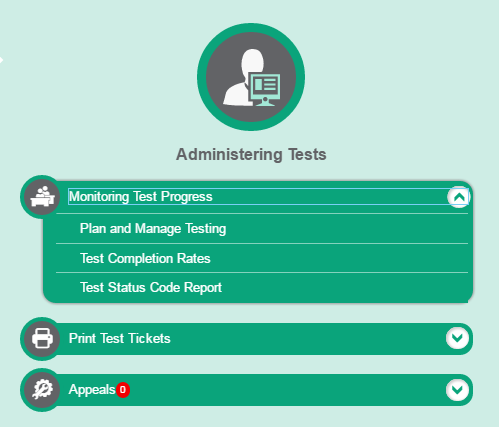 Administering Tests
Monitoring Test Progress
Plan and Manage Testing
Test Completion Rates
Test Status Code Report
Print Test Tickets
Appeals 0